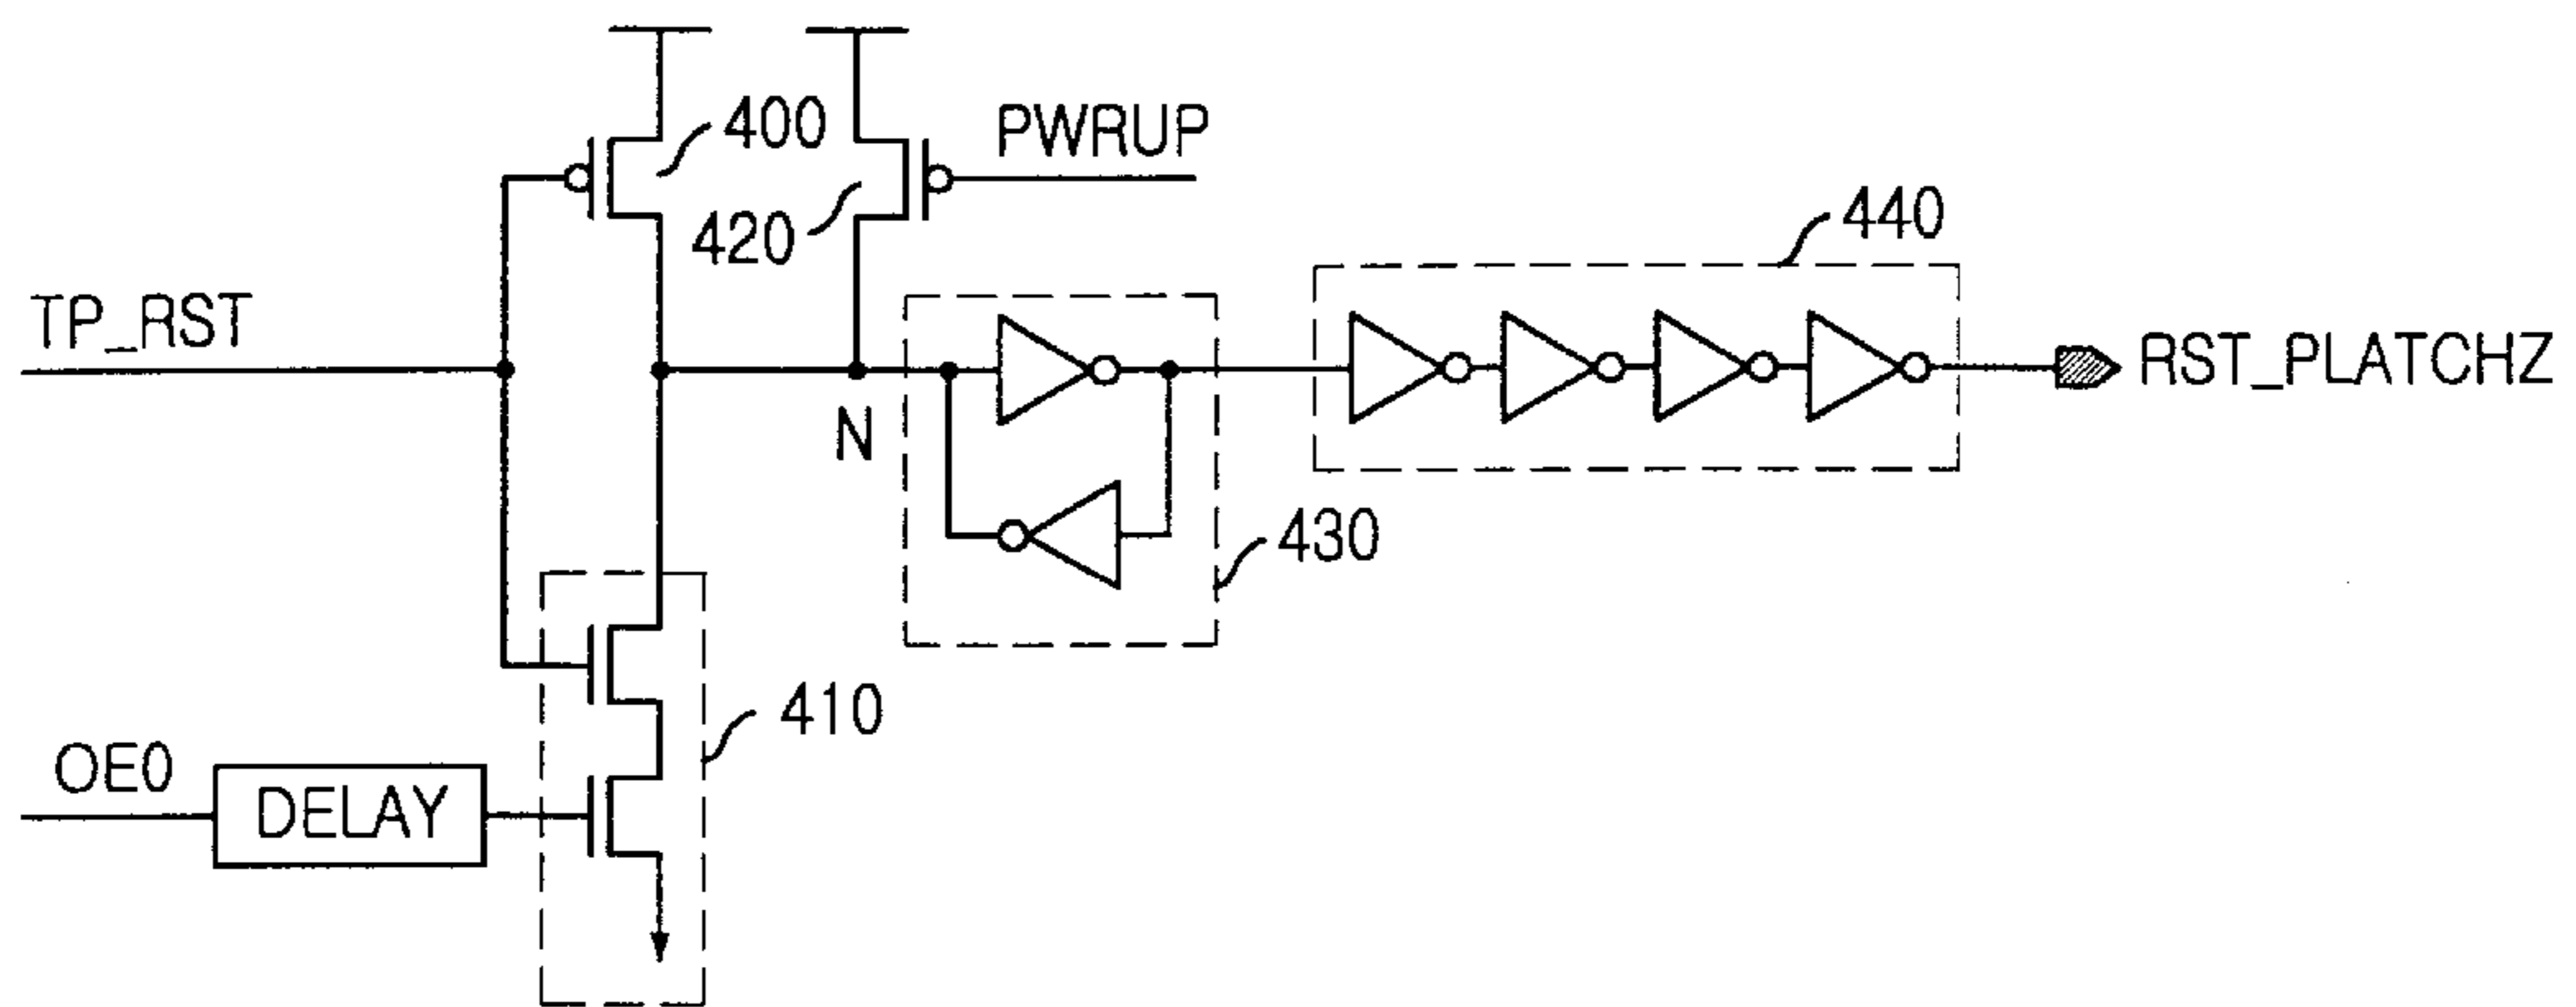 400
PWRUP
420
440
TP_RST
RST_PLATCHZ
N
430
410
OE0
DELAY